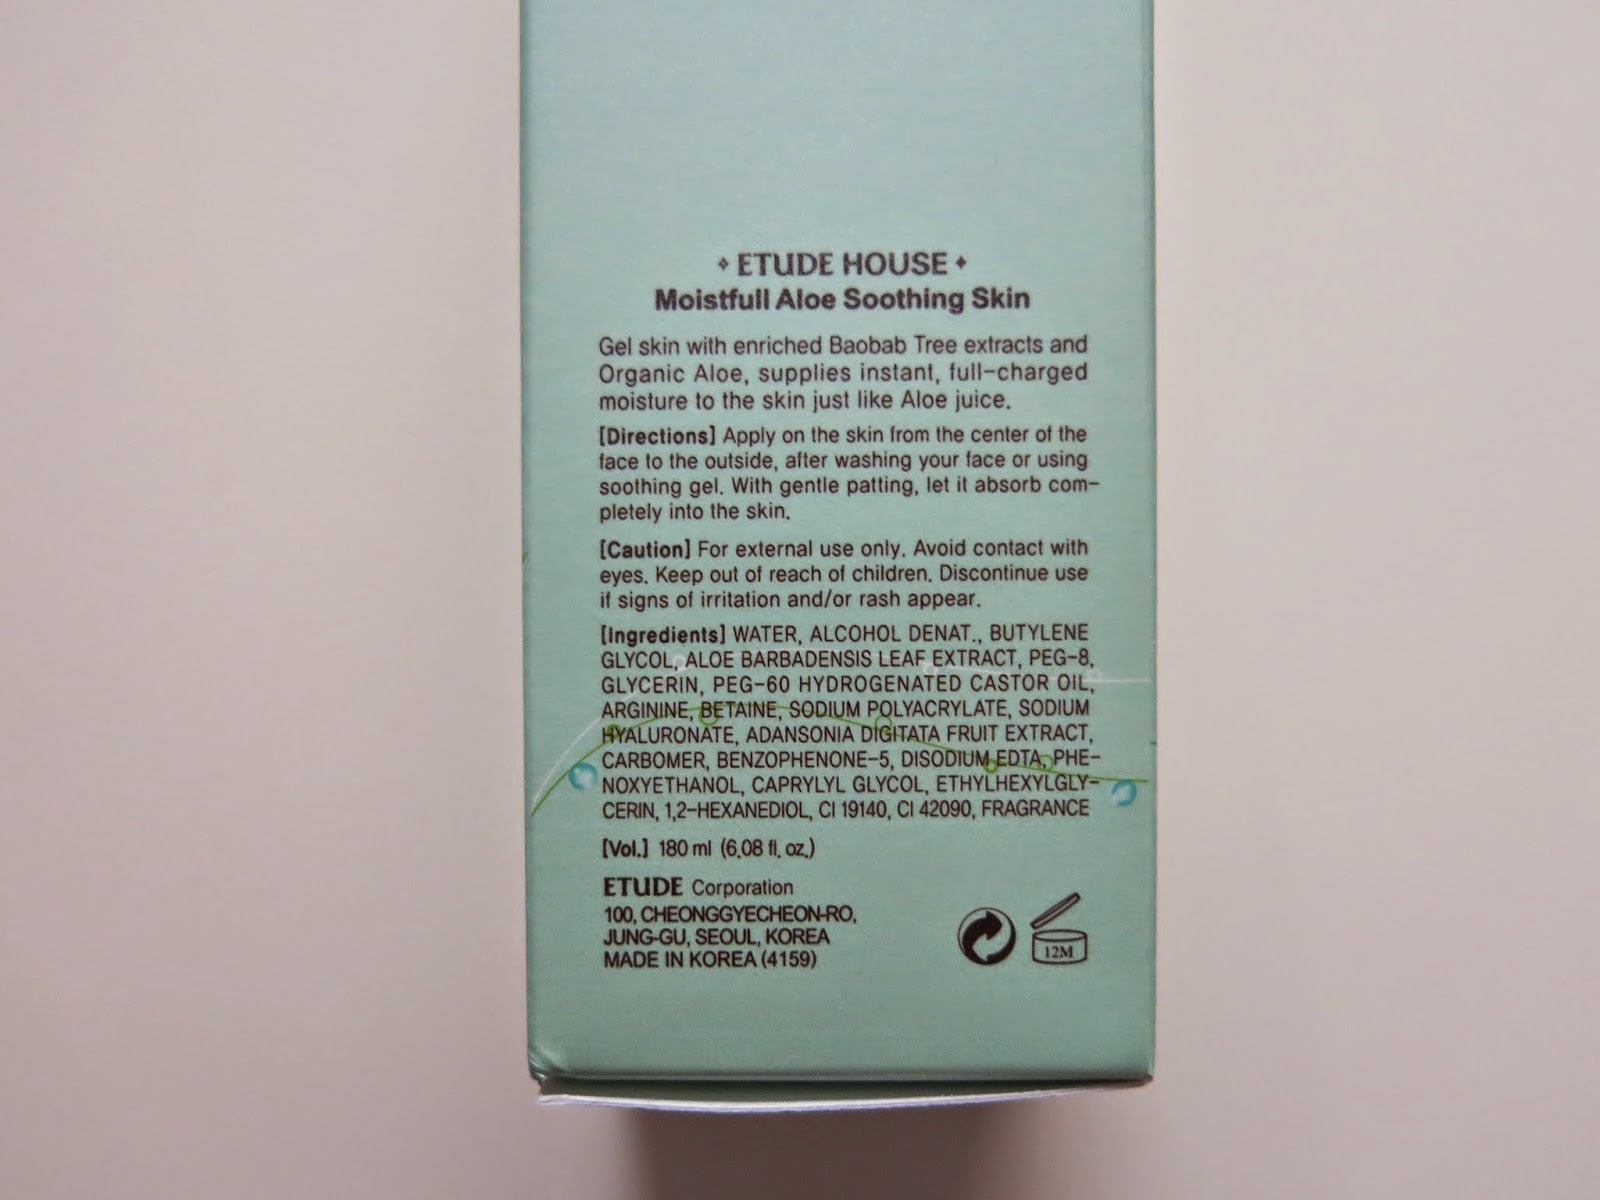 ETUDE HOUSE
Moistfull Aloe Soothing Skin
Gel skin with enriched Baobab Tree extracts and
Organic Aloe, supplies instant, full-charged
moisture to the skin just like Aloe juice.
[Directions] Apply on the skin from the center of the
face to the outside, after washing your face or using
soothing gel. With gentle patting, let it absorb com-
pletely into the skin.
[Caution] For external use only. Avoid contact with
eyes. Keep out of reach of children. Discontinue use
if signs of irritation and/or rash appear.
[Ingredients] WATER, ALCOHOL DENAT., BUTYLENE
GLYCOL, ALOE BARBADENSIS LEAF EXTRACT, PEG-8,
GLYCERIN, PEG-60 HYDROGENATED CASTOR OIL,
ARGININE, BETAINE, SODIUM POLYACRYLATE, SODIUM
HYALURONATE, ADANSONIA DIGITATA FRUIT EXTRACT,
CARBOMER, BENZOPHENONE-5, DISODIUM EDTA, PHE-
NOXYETHANOL, CAPRYLYL GLYCOL, ETHYLHEXYLGLY-
CERIN, 1,2-HEXANEDIOL, CI 19140, CI 42090, FRAGRANCE
[Vol.] 180 ml (6.08 fl. oz.)
ETUDE Corporation
100, CHEONGGYECHEON-RO,
JUNG-GU, SEOUL, KOREA
MADE IN KOREA (4159)
12M